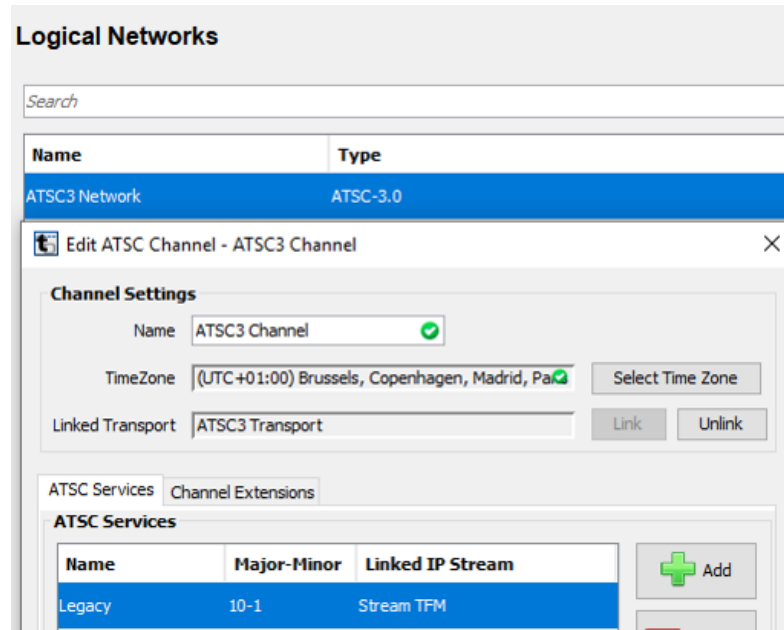 Logical Networks
Search
Name Type
ATSC3 Network ATSC-3.0
Edit ATSC Channel - ATSC3 Channel
Channel Settings
Name ATSC3 Channel
TimeZone (UTC+01:00) Brussels, Copenhagen, Madrid, Select Time Zone
Linked Transport ATSC3 Transport Link Unlink
ATSC Services Channel Extensions
ATSC Services
Name Major-Minor Linked IP Stream Add
Legacy 10-1 Stream TFM